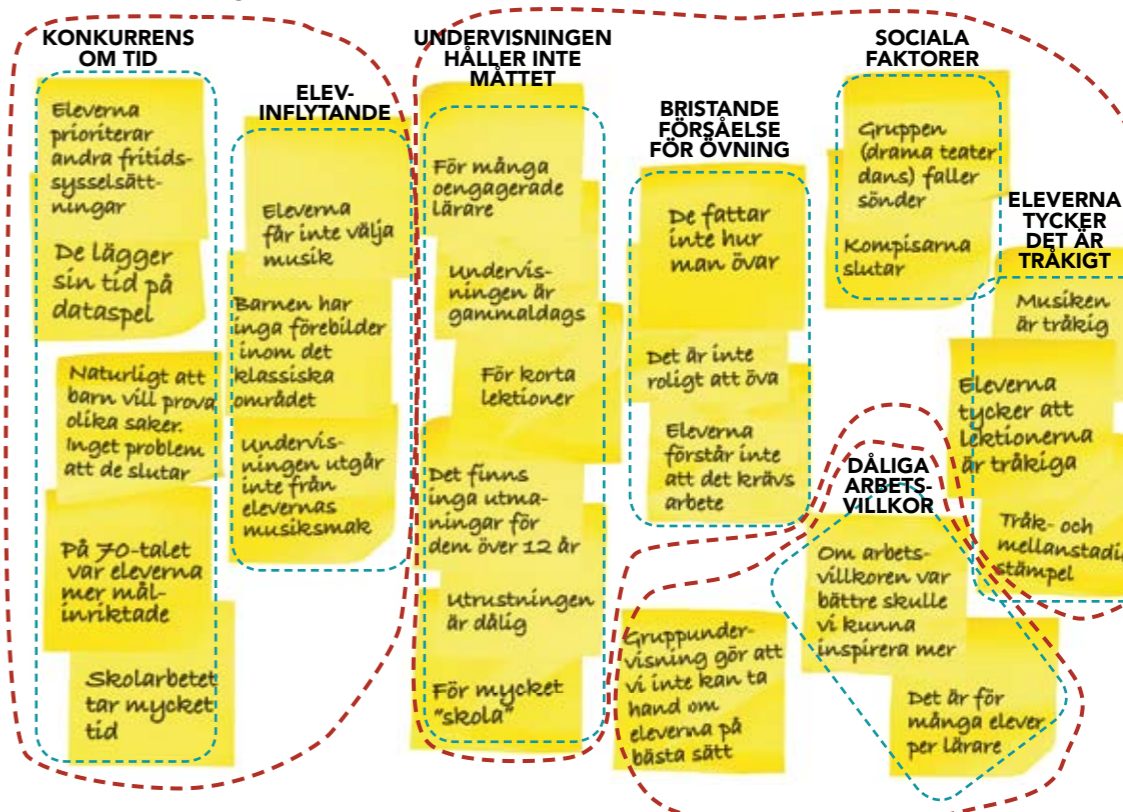 KONKURRENS
OM TID
Eleverna
prioriterar
andra fritids-
sysselsätt-
ningar
De lägger
sin tid på
dataspel
Naturligt att
barn vill prova
olika saker.
Inget problem
att de slutar
På 70-talet
var eleverna
mer mål-
inriktade
Skolarbetet
tar mycket
tid
ELEV-
INFLYTANDE
Eleverna
får inte välja
musik
Barnen har
inga förebilder
inom det
klassiska
området
Undervis-
ningen utgår
inte från
elevernas
musiksmak
UNDERVISNINGEN
HÅLLER INTE
MÅTTET
För många
oengagerade
lärare
Undervis-
ningen är
gammaldags
För korta
lektioner
Det finns
inga utma-
ningar för
dem över 12 år
Utrustningen
är dålig
För mycket
"skola"
BRISTANDE
FÖRSÅELSE
FÖR ÖVNING
De fattar
inte hur
man övar
Det är inte
roligt att öva
Eleverna
förstår inte
att det krävs
arbete
Gruppunder-
visning gör att
vi inte kan ta
hand om
eleverna på
bästa sätt
SOCIALA
FAKTORER
Gruppen
(drama teater
dans) faller
sönder
Kompisarna
slutar
DÅLIGA
ARBETS-
VILLKOR
Om arbets-
villkoren var
bättre skulle
vi kunna
inspirera mer
Det är för
många elever
per lärare
ELEVERNA
TYCKER
DET ÄR
TRÅKIGT
Musiken
är tråkig
Eleverna
tycker att
lektionerna
är tråkiga
Tråk- och
mellanstadie
stämpel